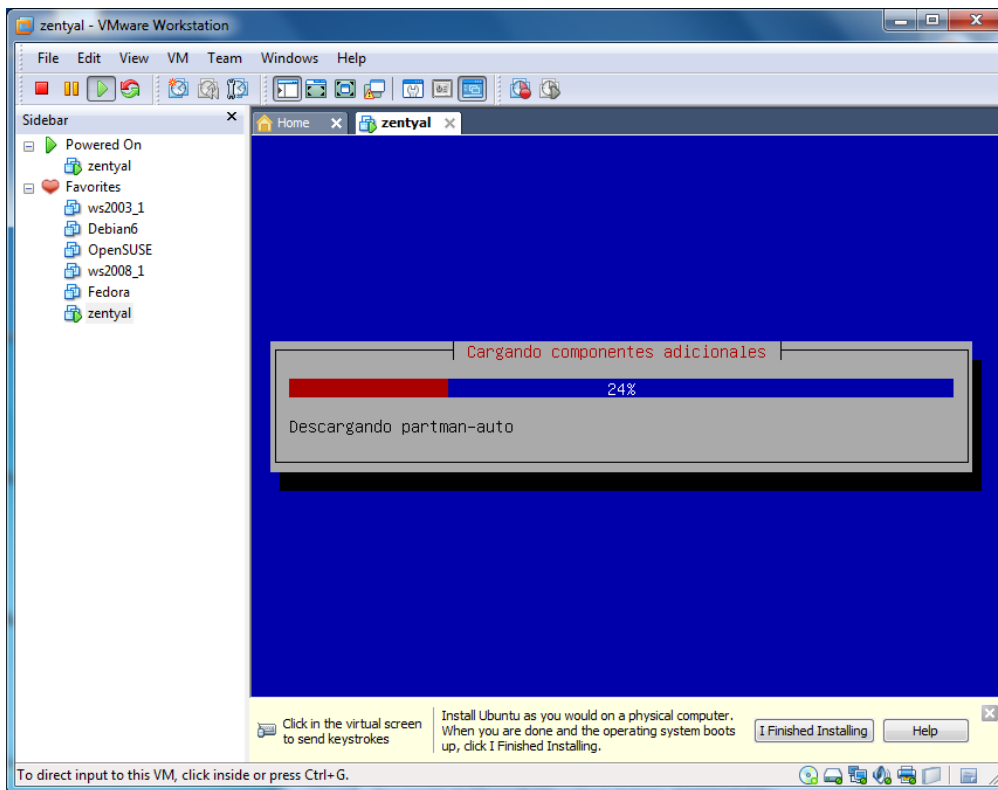 zentyal - VMware Workstation
File Edit View VM Team Windows Help
Sidebar
Home
zentyal
Powered On
zentyal
Favorites
ws2003_1
Debian6
OpenSUSE
ws2008_1
Fedora
zentyal
Cargando componentes adicionales
24%
Descargando partman-auto
Click in the virtual screen
to send keystrokes
Install Ubuntu as you would on a physical computer.
When you are done and the operating system boots
up, click I Finished Installing.
I Finished Installing
Help
To direct input to this VM, click inside or press Ctrl+G.